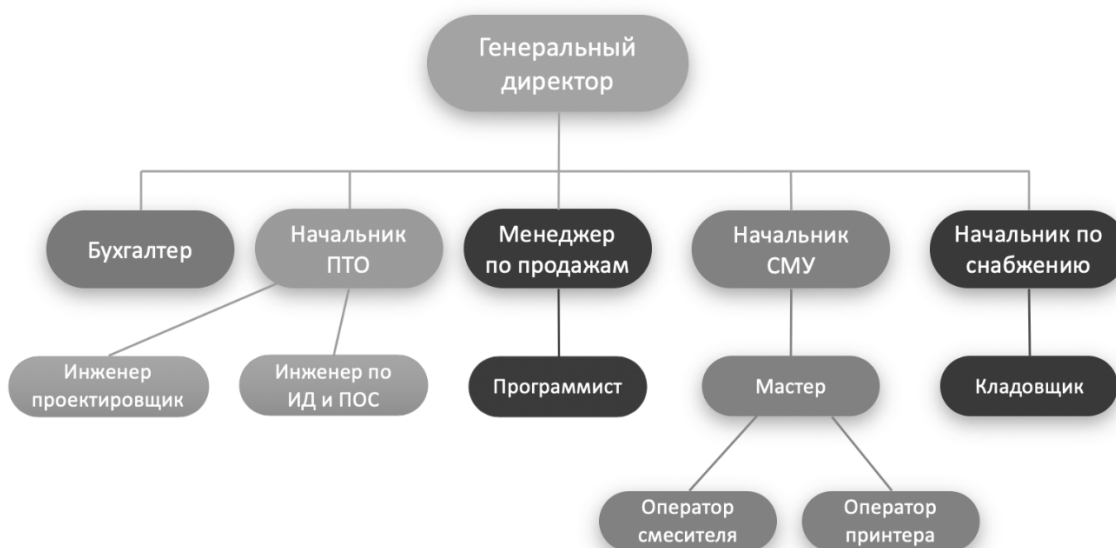 Генеральный
директор
Бухгалтер
Начальник
ПТО
Менеджер
по продажам
Начальник
СМУ
Начальник по
снабжению
Инженер
проектировщик
Инженер по
ИД и ПОС
Программист
Мастер
Кладовщик
Оператор
смесителя
Оператор
принтера